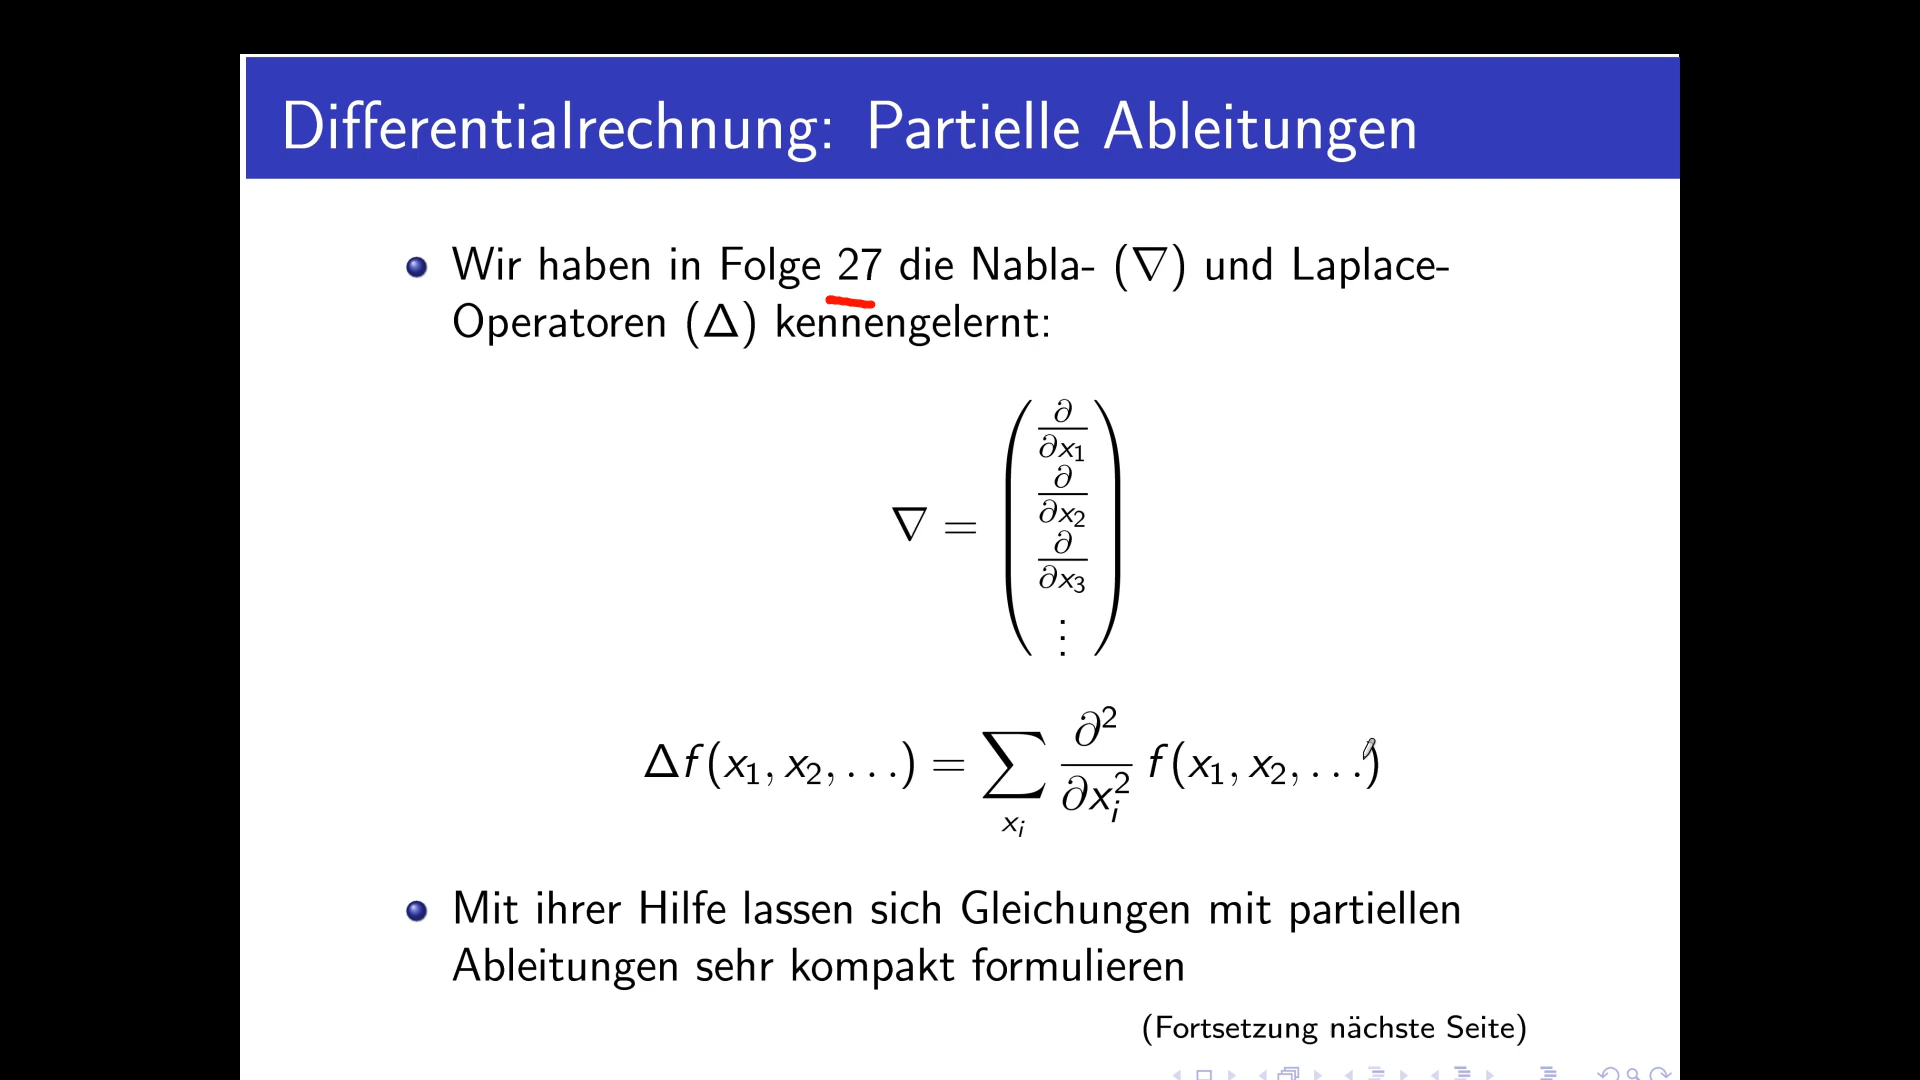 Differentialrechnung: Partielle Ableitungen
Wir haben in Folge 27 die Nabla- (∇) und Laplace-
Operatoren (Δ) kennengelernt:
∇ = (∂/∂x₁
∂/∂x₂
∂/∂x₃
⋮)
Δf(x₁, x₂, ...) = ∑_{xᵢ} ∂²/∂xᵢ² f(x₁, x₂, ...)
Mit ihrer Hilfe lassen sich Gleichungen mit partiellen
Ableitungen sehr kompakt formulieren
(Fortsetzung nächste Seite)